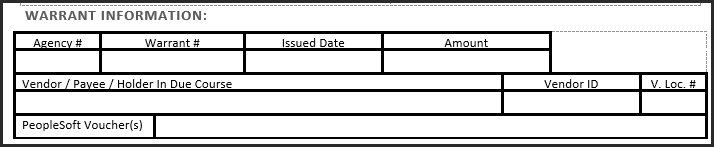 WARRANT INFORMATION:
Agency # Warrant # Issued Date Amount
Vendor / Payee / Holder In Due Course Vendor ID V. Loc. #
PeopleSoft Voucher(s)